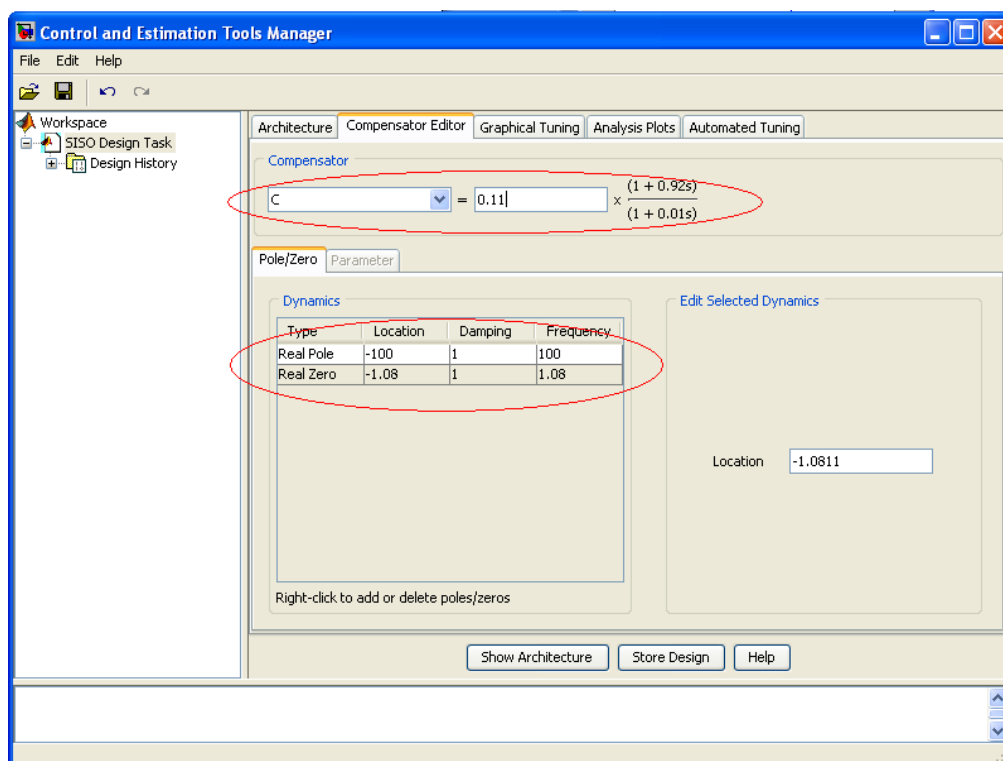 Control and Estimation Tools Manager
File Edit Help
Workspace
SISO Design Task
Design History
Architecture Compensator Editor Graphical Tuning Analysis Plots Automated Tuning
Compensator
C = 0.11 x (1 + 0.92s)
(1 + 0.01s)
Pole/Zero Parameter
Dynamics
Type Location Damping Frequency
Real Pole -100 1 100
Real Zero -1.08 1 1.08
Right-click to add or delete poles/zeros
Edit Selected Dynamics
Location -1.0811
Show Architecture Store Design Help